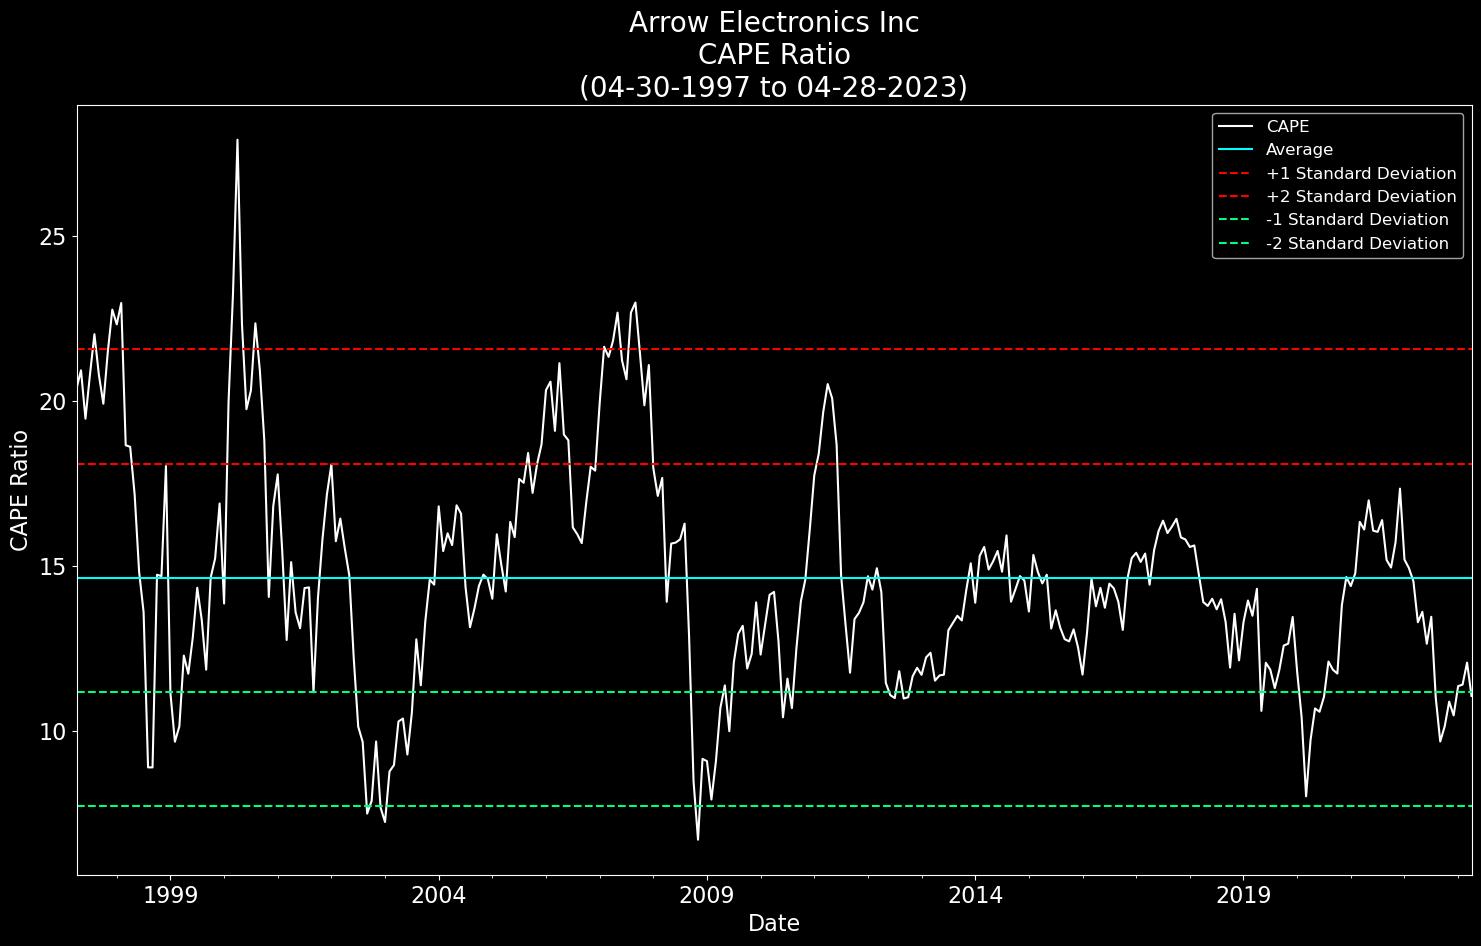 Arrow Electronics Inc
CAPE Ratio
(04-30-1997 to 04-28-2023)
CAPE
Average
+1 Standard Deviation
+2 Standard Deviation
-1 Standard Deviation
-2 Standard Deviation
CAPE Ratio
25
20
15
10
1999
2004
2009
2014
2019
Date